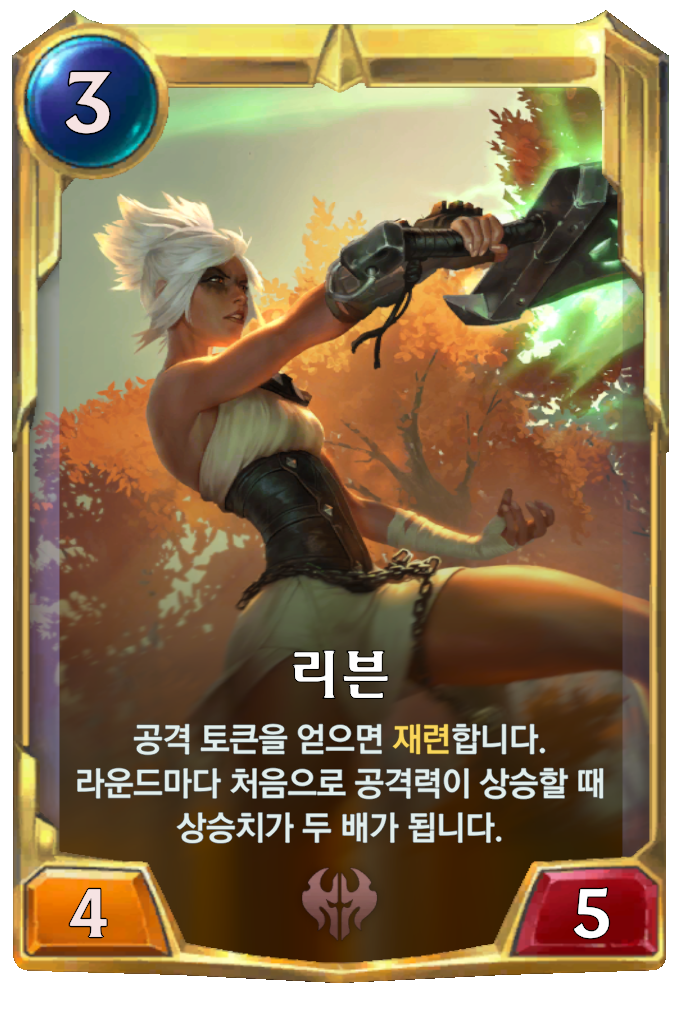 3
리븐
공격 토큰을 얻으면 재련합니다.
라운드마다 처음으로 공격력이 상승할 때
상승치가 두 배가 됩니다.
4
5